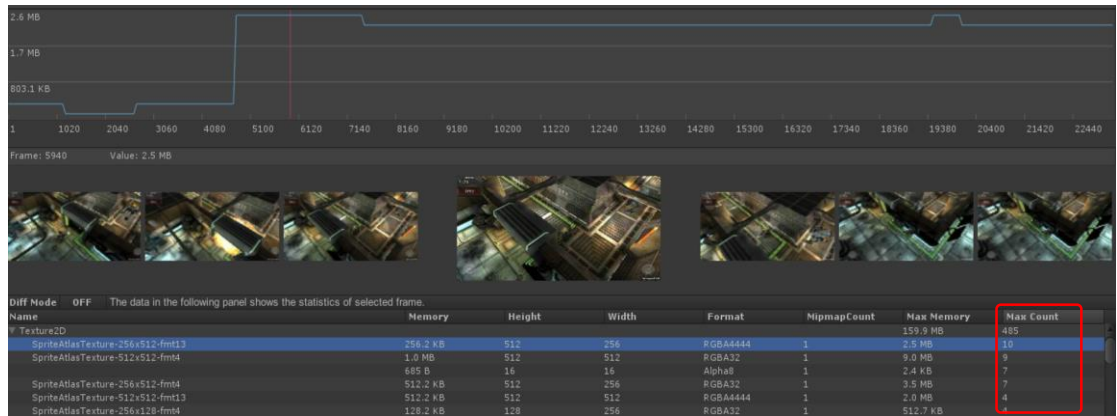 2.6 MB
1.7 MB
803.1 KB
1 1020 2040 3060 4080 5100 6120 7140 8160 9180 10200 11220 12240 13260 14280 15300 16320 17340 18360 19380 20400 21420 22440
Frame: 5940 Value: 2.5 MB
Diff Mode OFF The data in the following panel shows the statistics of selected frame.
Name Memory Height Width Format MipmapCount Max Memory Max Count
Texture2D 159.9 MB 485
SpriteAtlasTexture-256x512-fmt13 256.2 KB 512 256 RGBA4444 1 2.5 MB 10
SpriteAtlasTexture-512x512-fmt4 1.0 MB 512 512 RGBA32 1 9.0 MB 9
685 B 16 16 Alpha8 1 2.4 KB 7
SpriteAtlasTexture-256x512-fmt4 512.2 KB 512 256 RGBA32 1 3.5 MB 7
SpriteAtlasTexture-512x512-fmt13 512.2 KB 512 512 RGBA4444 1 2.0 MB 4
SpriteAtlasTexture-256x128-fmt4 128.2 KB 128 256 RGBA32 1 512.7 KB 4